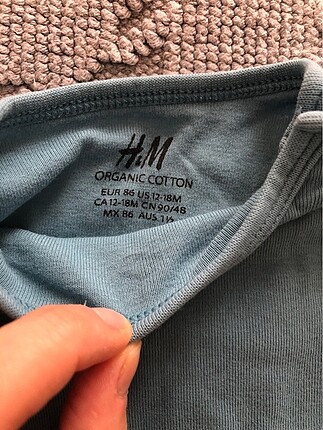 H&M
ORGANIC COTTON
EUR 86 US 12-18M
CA 12-18M CN 90/48
MX 86 AUS 1½